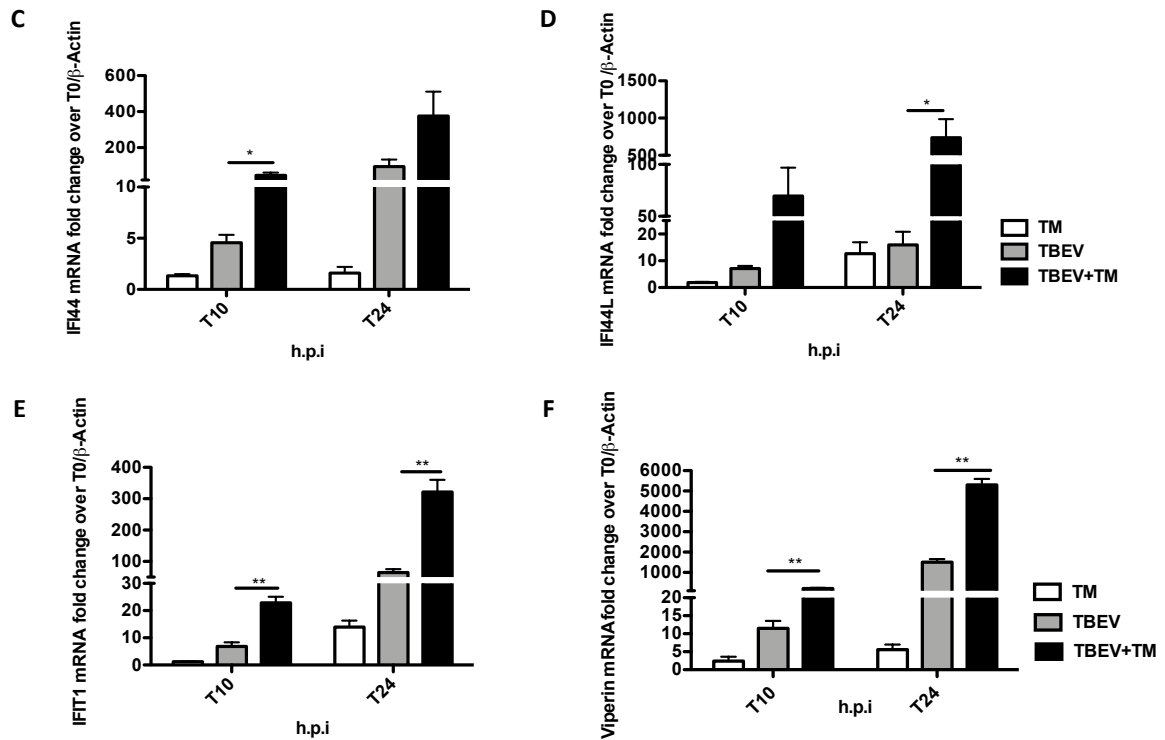 C
IFI44 mRNA fold change over T0/β-Actin
600
400
200
10
5
0
*
T10
T24
h.p.i
D
IFI44L mRNA fold change over T0 /β-Actin
1500
1000
500
100
50
20
10
0
*
T10
T24
h.p.i
TM
TBEV
TBEV+TM
E
IFIT1 mRNA fold change over T0/β-Actin
400
300
200
100
30
20
10
0
**
**
T10
T24
h.p.i
F
Viperin mRNA fold change over T0/β-Actin
6000
5000
4000
3000
2000
1000
20
15
10
5
0
**
**
T10
h.p.i
T24
TM
TBEV
TBEV+TM